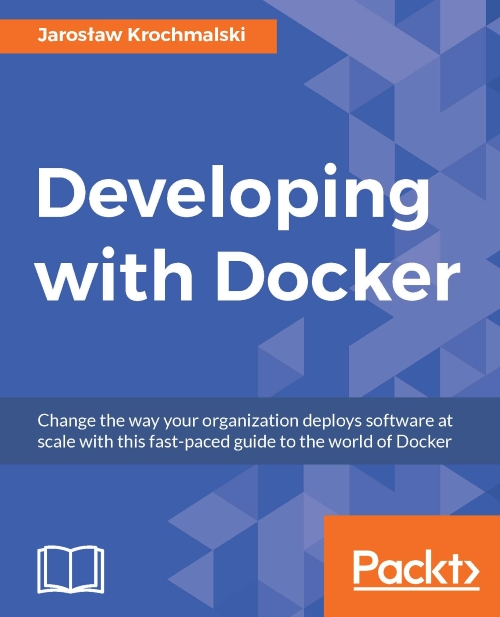 Jarosław Krochmalski
Developing
with Docker
Change the way your organization deploys software at
scale with this fast-paced guide to the world of Docker
Packt>